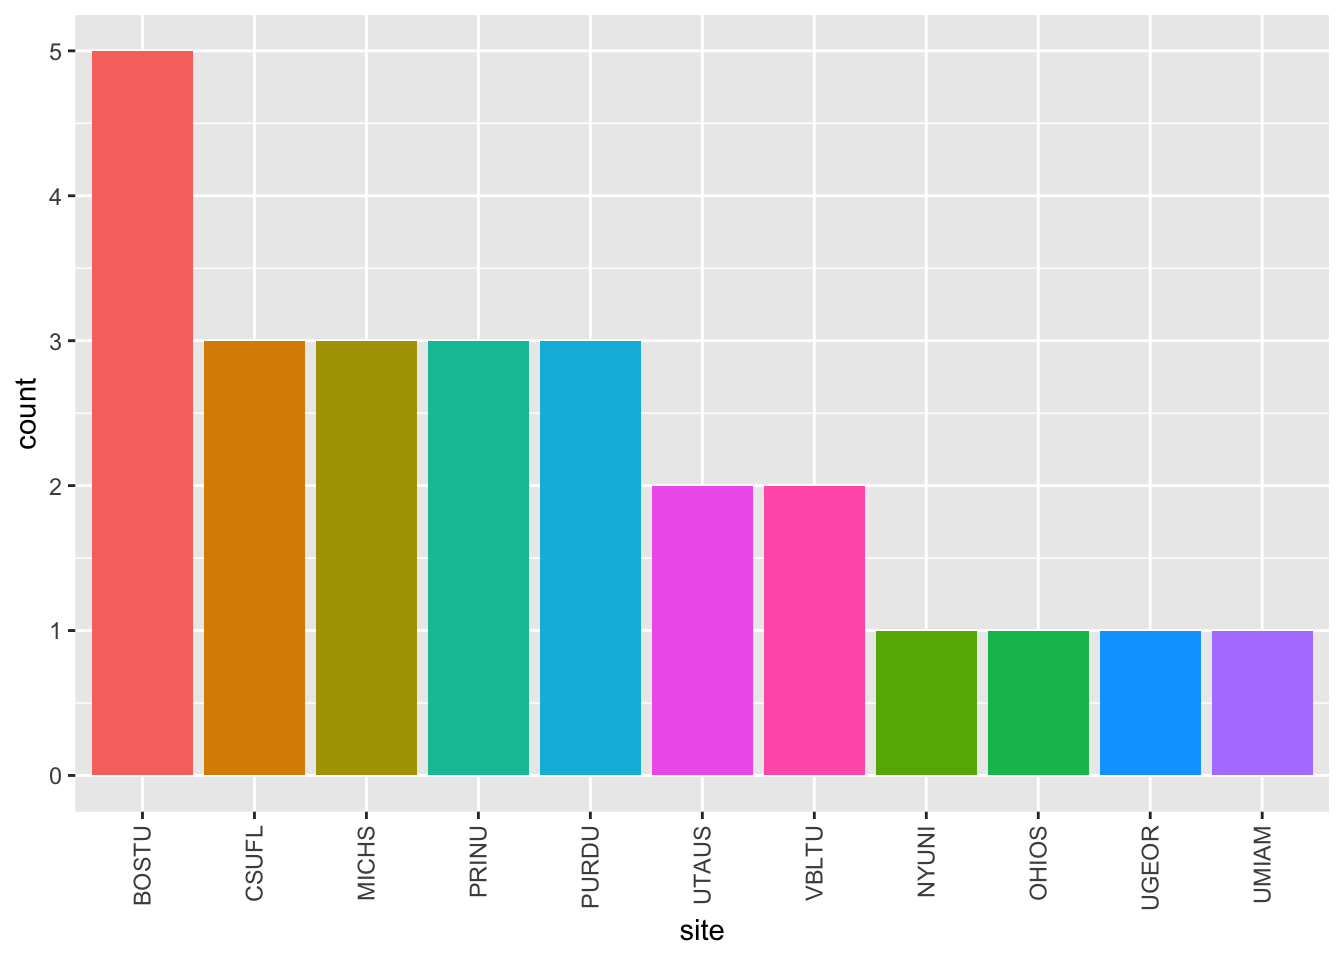 5
4
3
2
1
0
count
BOSTU
CSUFL
MICHS
PRINU
PURDU
UTAUS
VBLTU
NYUNI
OHIOS
UGEOR
UMIAM
site